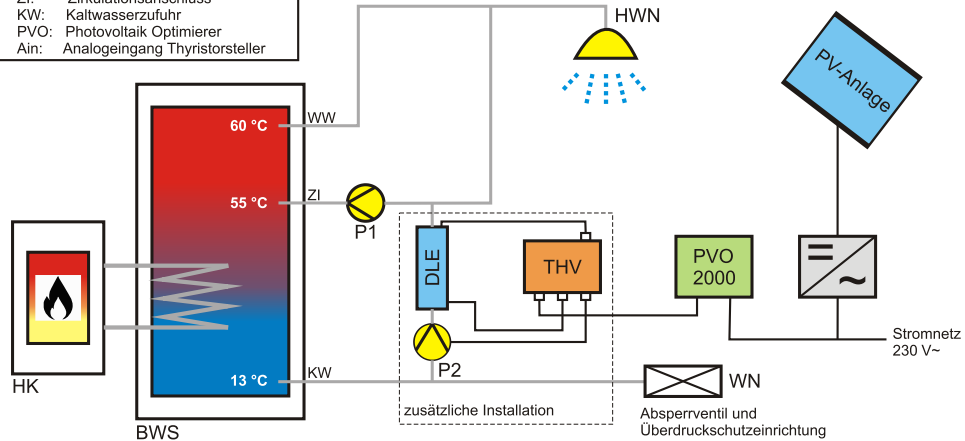 ZI: Zirkulationsanschluss
KW: Kaltwasserzufuhr
PVO: Photovoltaik Optimierer
Ain: Analogeingang Thyristorsteller
HWN
PV-Anlage
60 °C
WW
55 °C
ZI
P1
DLE
THV
PVO
2000
=
~
P2
Stromnetz
230 V~
13 °C
KW
WN
HK
zusätzliche Installation
Absperrventil und
Überdruckschutzeinrichtung
BWS